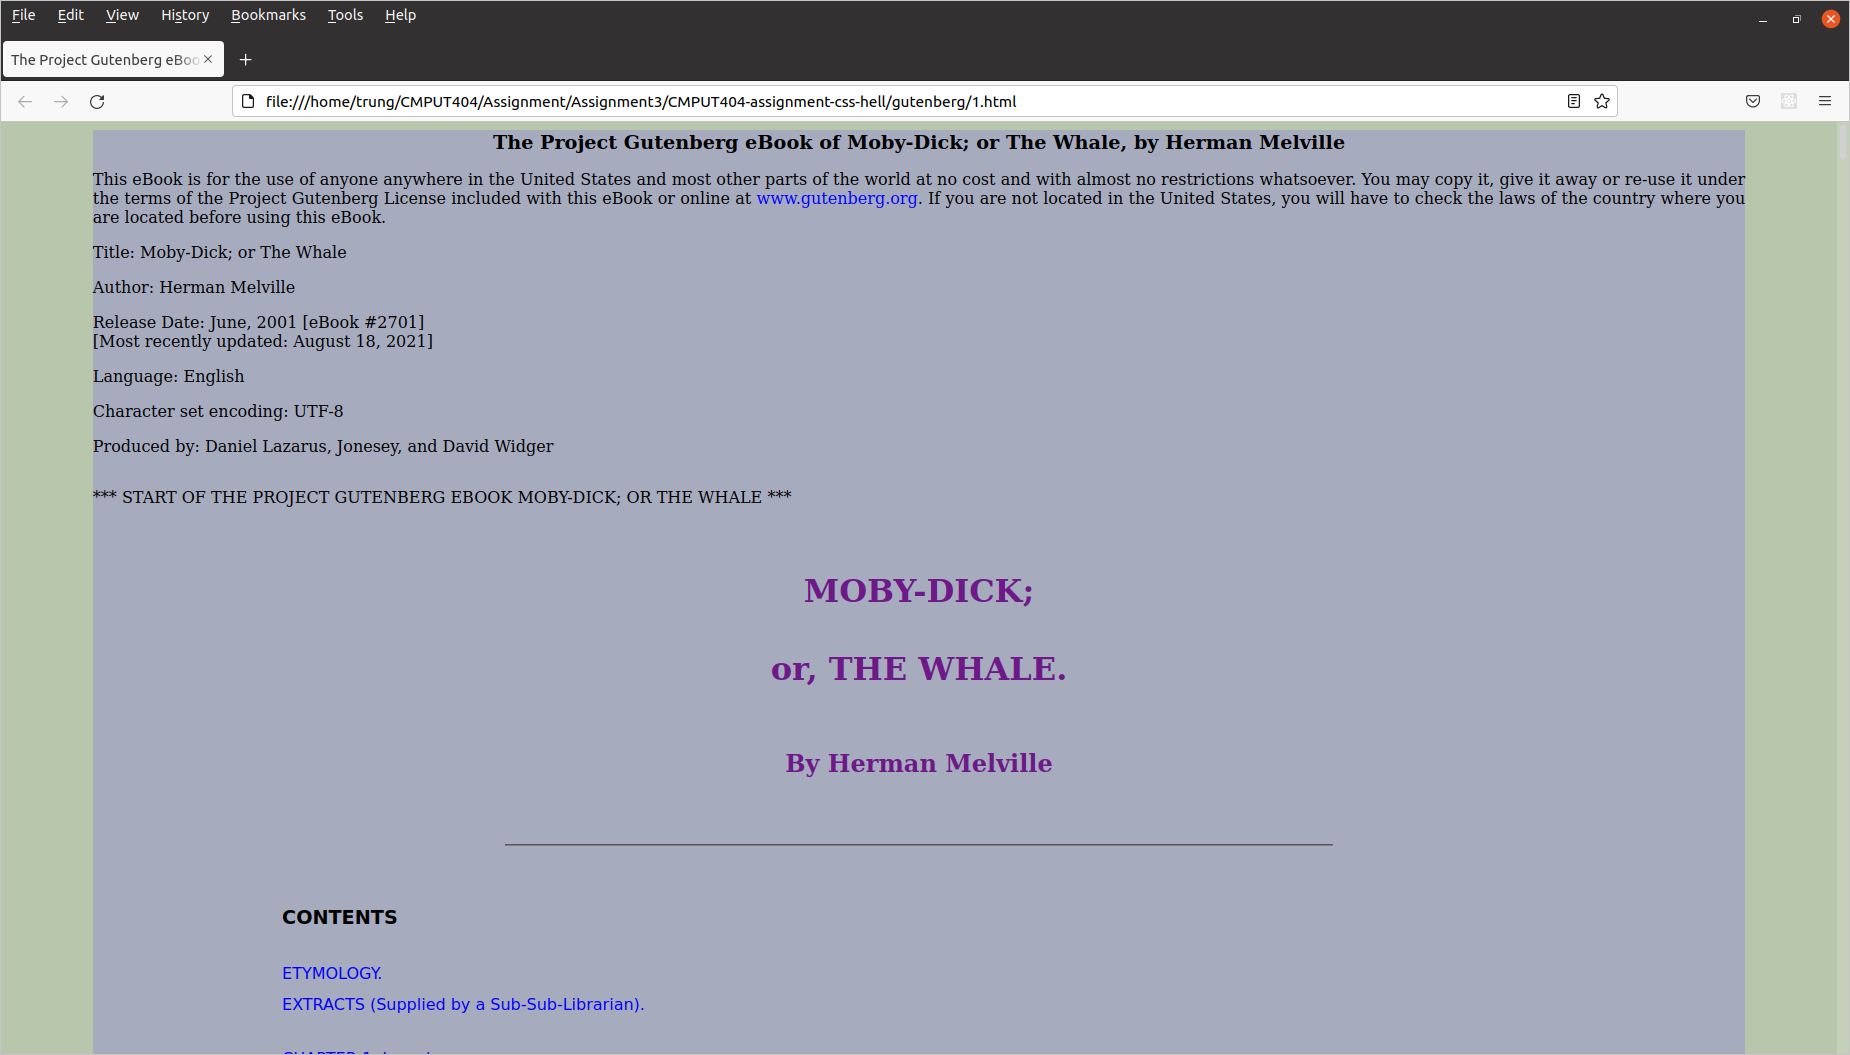 File Edit View History Bookmarks Tools Help
The Project Gutenberg eBoo
file:///home/trung/CMPUT404/Assignment/Assignment3/CMPUT404-assignment-css-hell/gutenberg/1.html
The Project Gutenberg eBook of Moby-Dick; or The Whale, by Herman Melville
This eBook is for the use of anyone anywhere in the United States and most other parts of the world at no cost and with almost no restrictions whatsoever. You may copy it, give it away or re-use it under
the terms of the Project Gutenberg License included with this eBook or online at www.gutenberg.org. If you are not located in the United States, you will have to check the laws of the country where you
are located before using this eBook.
Title: Moby-Dick; or The Whale
Author: Herman Melville
Release Date: June, 2001 [eBook #2701]
[Most recently updated: August 18, 2021]
Language: English
Character set encoding: UTF-8
Produced by: Daniel Lazarus, Jonesey, and David Widger
*** START OF THE PROJECT GUTENBERG EBOOK MOBY-DICK; OR THE WHALE ***
MOBY-DICK;
or, THE WHALE.
By Herman Melville
CONTENTS
ETYMOLOGY.
EXTRACTS (Supplied by a Sub-Sub-Librarian).